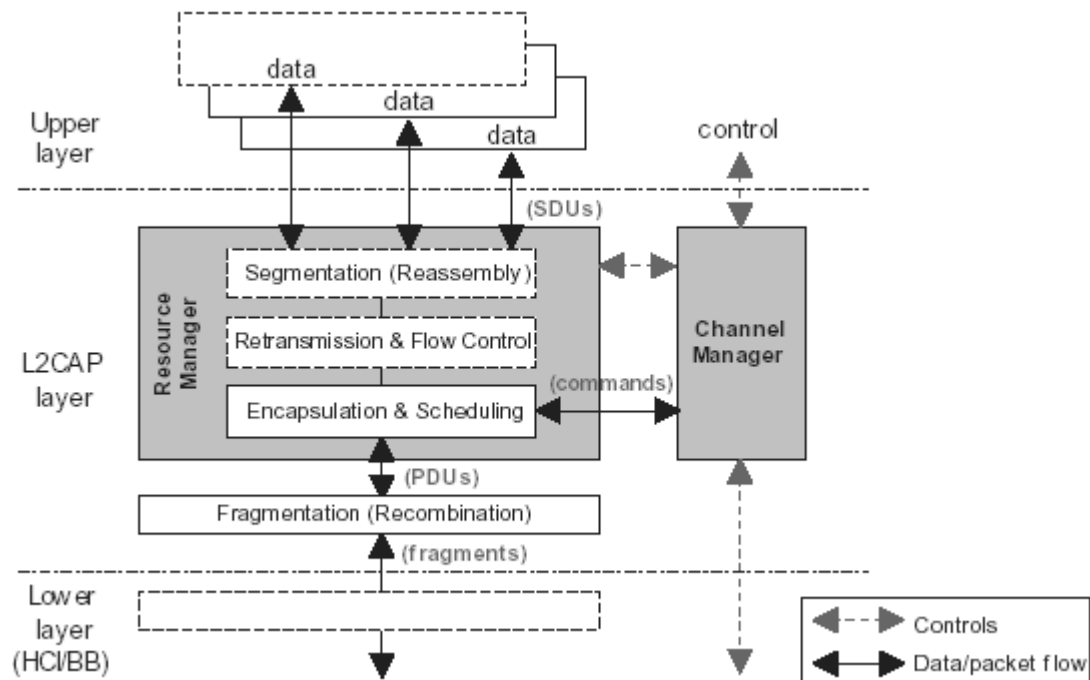 data
data
data
Upper
layer
control
(SDUs)
Segmentation (Reassembly)
Retransmission & Flow Control
Encapsulation & Scheduling
Resource
Manager
Channel
Manager
L2CAP
layer
(commands)
(PDUs)
Fragmentation (Recombination)
(fragments)
Lower
layer
(HCI/BB)
Controls
Data/packet flow